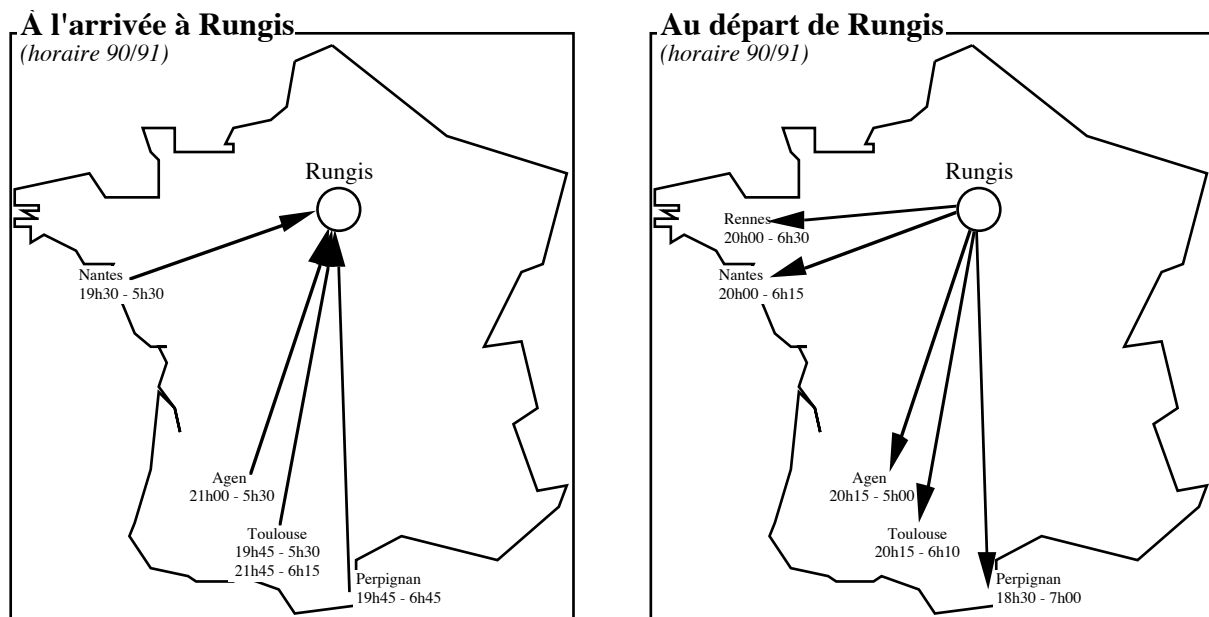 À l'arrivée à Rungis
(horaire 90/91)
Rungis
Nantes
19h30 - 5h30
Agen
21h00 - 5h30
Toulouse
19h45 - 5h30
21h45 - 6h15
Perpignan
19h45 - 6h45
Au départ de Rungis
(horaire 90/91)
Rungis
Rennes
20h00 - 6h30
Nantes
20h00 - 6h15
Agen
20h15 - 5h00
Toulouse
20h15 - 6h10
Perpignan
18h30 - 7h00